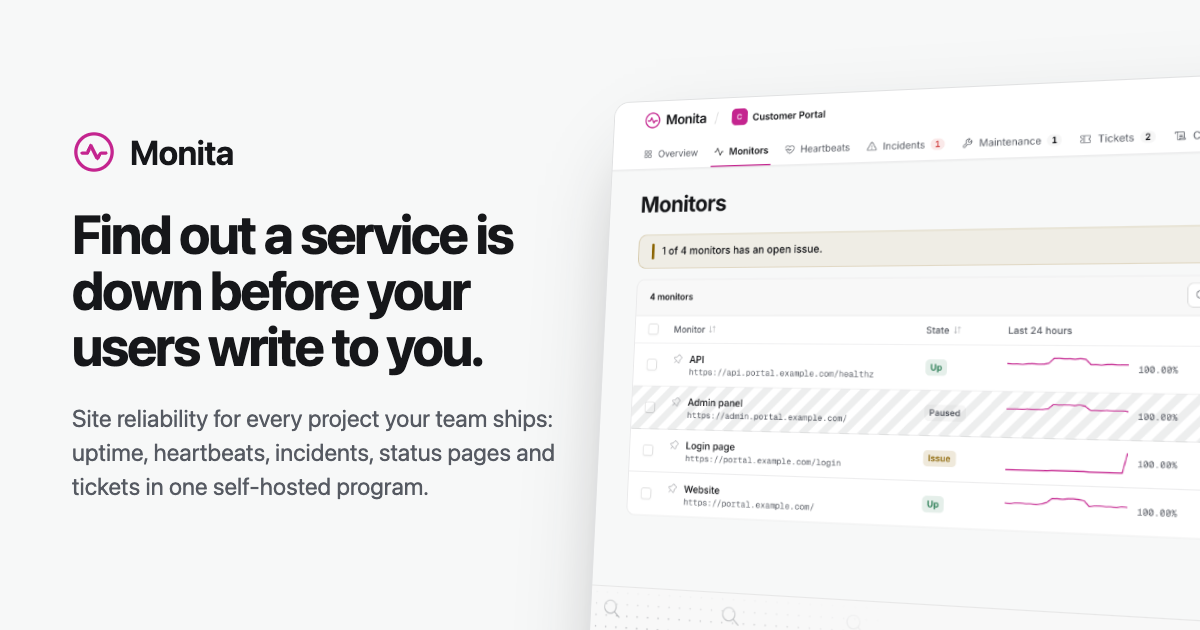 Monita
Find out a service is
down before your
users write to you.
Site reliability for every project your team ships:
uptime, heartbeats, incidents, status pages and
tickets in one self-hosted program.
Monita / C Customer Portal
Overview Monitors Heartbeats Incidents 1 Maintenance 1 Tickets 2 C
Monitors
1 of 4 monitors has an open issue.
4 monitors
Monitor State Last 24 hours
API
https://api.portal.example.com/healthz
Up 100.00%
Admin panel
https://admin.portal.example.com/
Paused 100.00%
Login page
https://portal.example.com/login
Issue 100.00%
Website
https://portal.example.com/
Up 100.00%